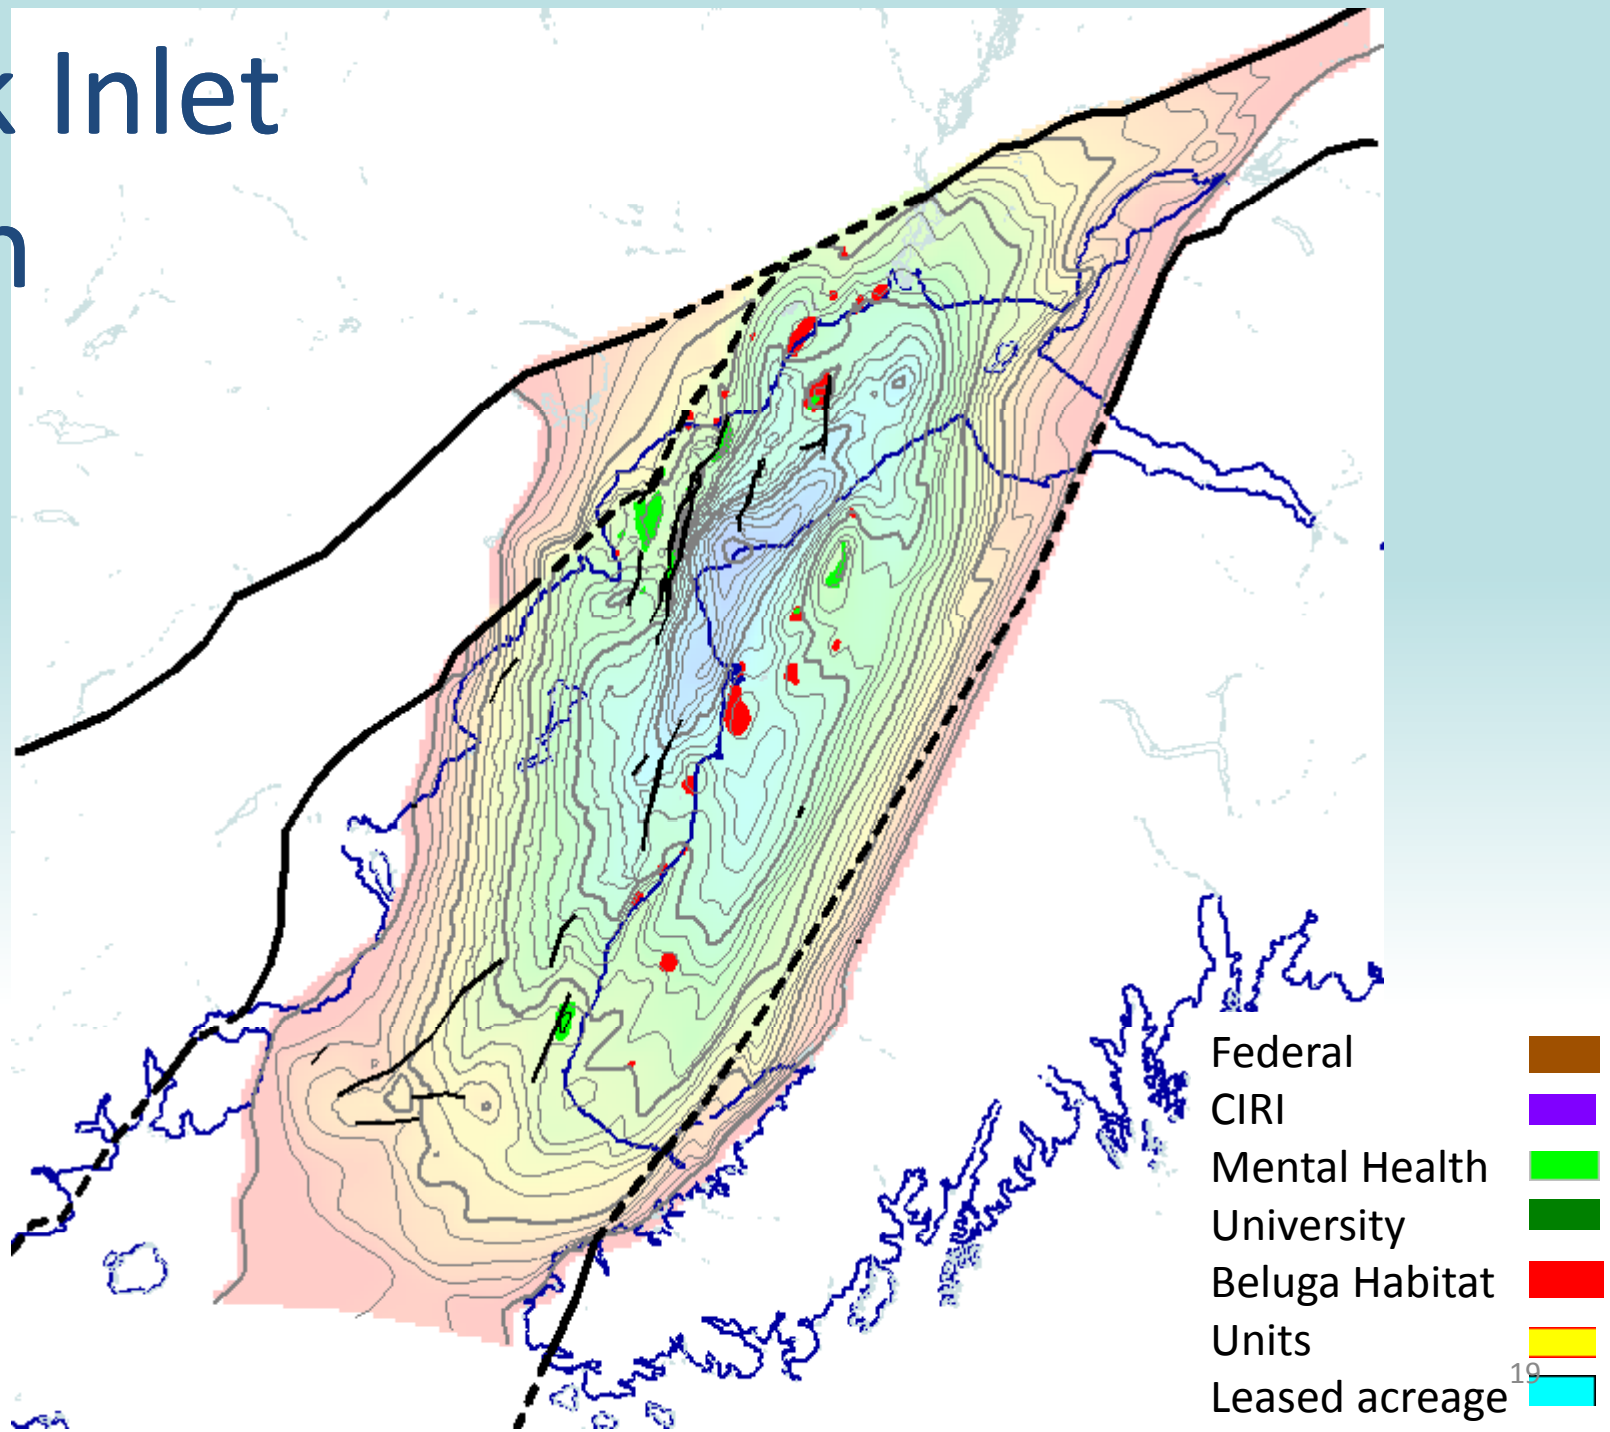 Inlet
Federal
CIRI
Mental Health
University
Beluga Habitat
Units
Leased acreage
19